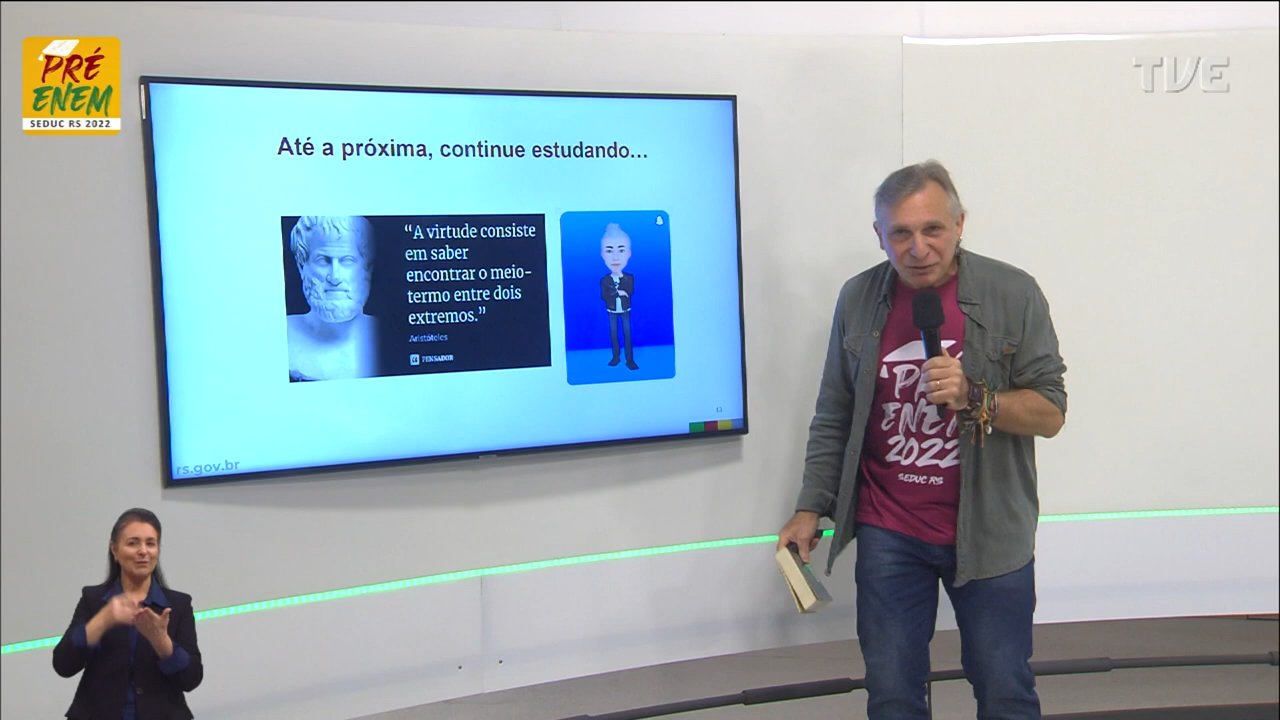 PRÉ
ENEM
SEDUC RS 2022
TVE
Até a próxima, continue estudando...
“A virtude consiste
em saber
encontrar o meio-
termo entre dois
extremos.”
Aristóteles
PENSADOR
13
rs.gov.br
PRÉ
ENEM
2022
SEDUC RS